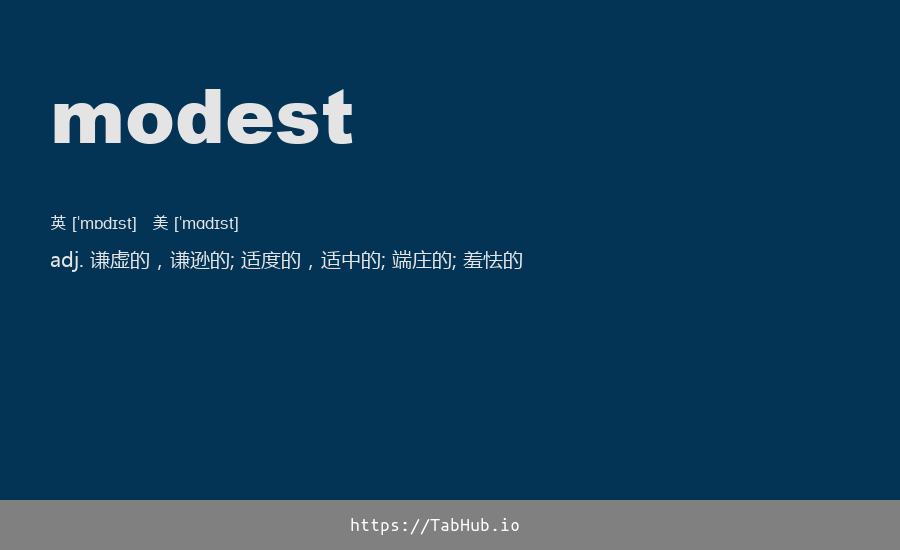 modest
英 [ˈmɒdɪst] 美 [ˈmɑdɪst]
adj. 谦虚的，谦逊的; 适度的，适中的; 端庄的; 羞怯的
https://TabHub.io